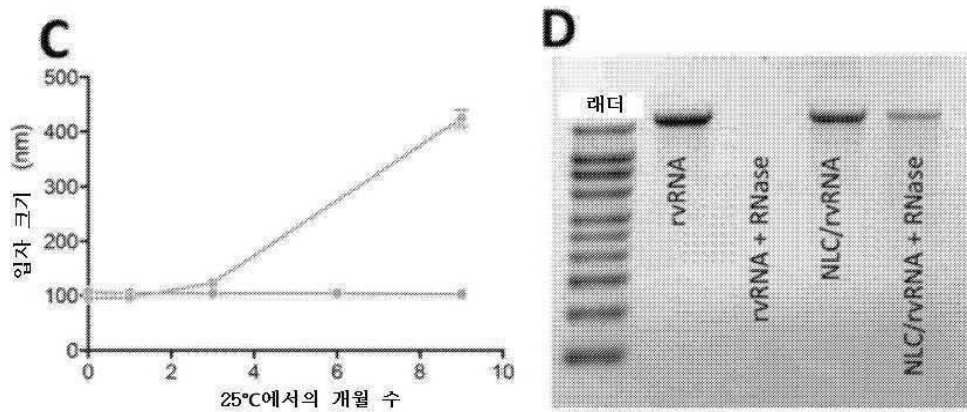 C
입자 크기 (nm)
500
400
300
200
100
0
0 2 4 6 8 10
25°C에서의 개월 수
D
래더
rvRNA
rvRNA + RNase
NLC/rvRNA
NLC/rvRNA + RNase